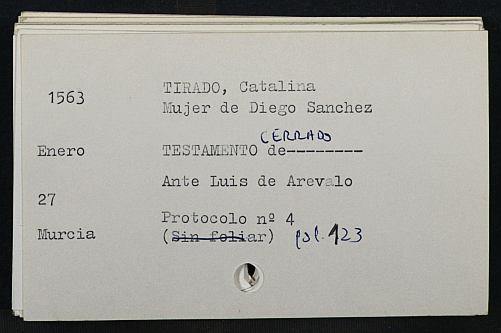 1563
TIRADO, Catalina
Mujer de Diego Sanchez
CERRADO
Enero TESTAMENTO de--------
Ante Luis de Arevalo
27
Protocolo nº 4
Murcia (Sin foliar) fol. 123